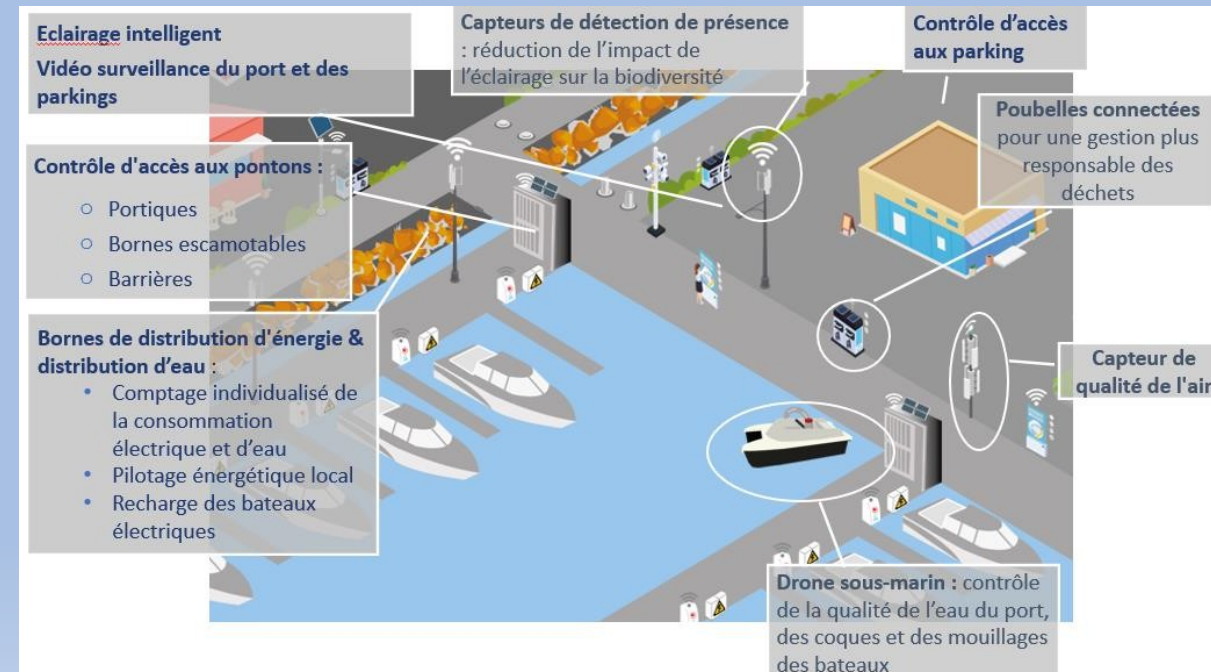 Eclairage intelligent
Vidéo surveillance du port et des
parkings
Capteurs de détection de présence
: réduction de l'impact de
l'éclairage sur la biodiversité
Contrôle d'accès
aux parking
Poubelles connectées
pour une gestion plus
responsable des
déchets
Contrôle d'accès aux pontons :
○ Portiques
○ Bornes escamotables
○ Barrières
Bornes de distribution d'énergie &
distribution d'eau :
• Comptage individualisé de
la consommation
électrique et d'eau
• Pilotage énergétique local
• Recharge des bateaux
électriques
Capteur de
qualité de l'air
Drone sous-marin : contrôle
de la qualité de l'eau du port,
des coques et des mouillages
des bateaux